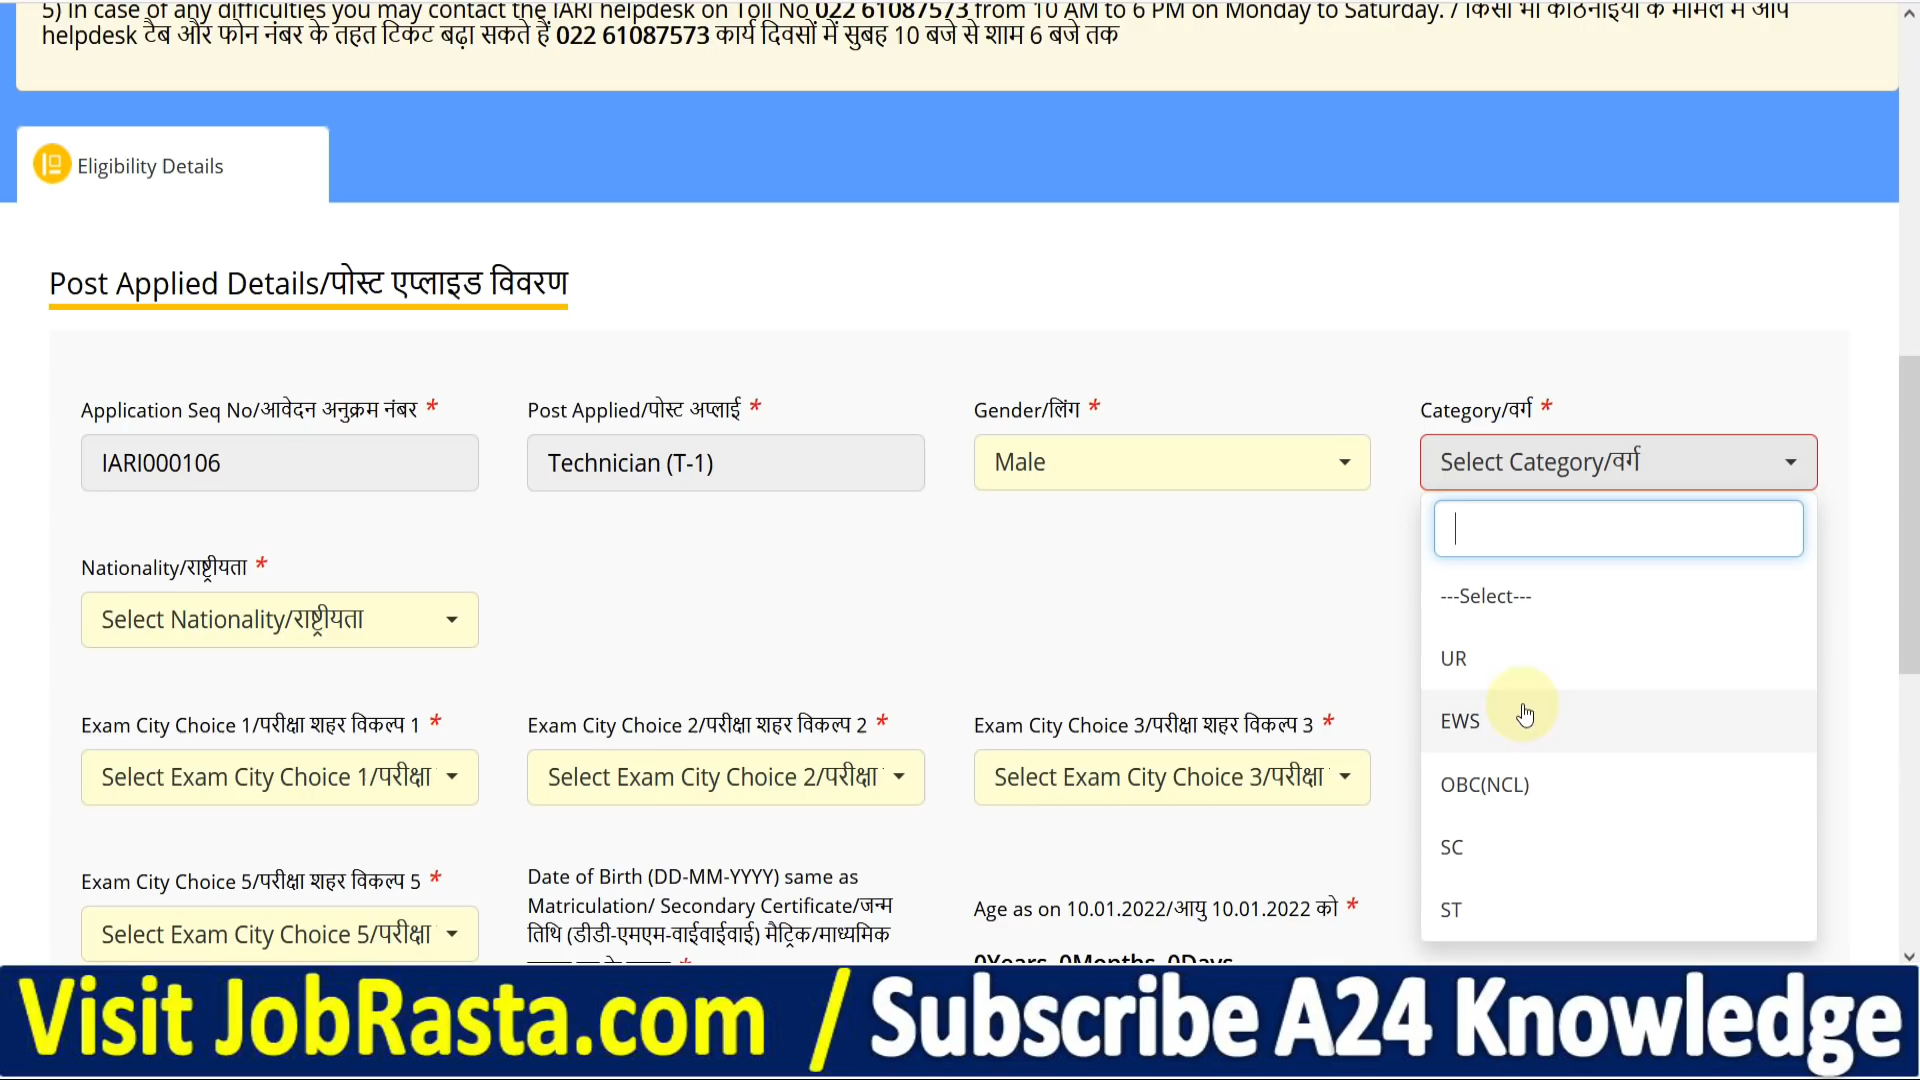 5) In case of any difficulties you may contact the IARI helpdesk on Toll No 022 61087573 from 10 AM to 6 PM on Monday to Saturday. / किसी भी कठिनाइयों के मामले में आप
helpdesk टैब और फोन नंबर के तहत टिकट बढ़ा सकते हैं 022 61087573 कार्य दिवसों में सुबह 10 बजे से शाम 6 बजे तक
Eligibility Details
Post Applied Details/पोस्ट एप्लाइड विवरण
Application Seq No/आवेदन अनुक्रम नंबर *
Post Applied/पोस्ट अप्लाई *
Gender/लिंग *
Category/वर्ग *
IARI000106
Technician (T-1)
Male
Select Category/वर्ग
Nationality/राष्ट्रीयता *
Select Nationality/राष्ट्रीयता
---Select---
UR
EWS
OBC(NCL)
SC
ST
Exam City Choice 1/परीक्षा शहर विकल्प 1 *
Exam City Choice 2/परीक्षा शहर विकल्प 2 *
Exam City Choice 3/परीक्षा शहर विकल्प 3 *
Select Exam City Choice 1/परीक्षा
Select Exam City Choice 2/परीक्षा
Select Exam City Choice 3/परीक्षा
Exam City Choice 5/परीक्षा शहर विकल्प 5 *
Select Exam City Choice 5/परीक्षा
Date of Birth (DD-MM-YYYY) same as
Matriculation/ Secondary Certificate/जन्म
तिथि (डीडी-एमएम-वाईवाईवाई) मैट्रिक/माध्यमिक
Age as on 10.01.2022/आयु 10.01.2022 को *
0Years 0Months 0Days
Visit JobRasta.com / Subscribe A24 Knowledge